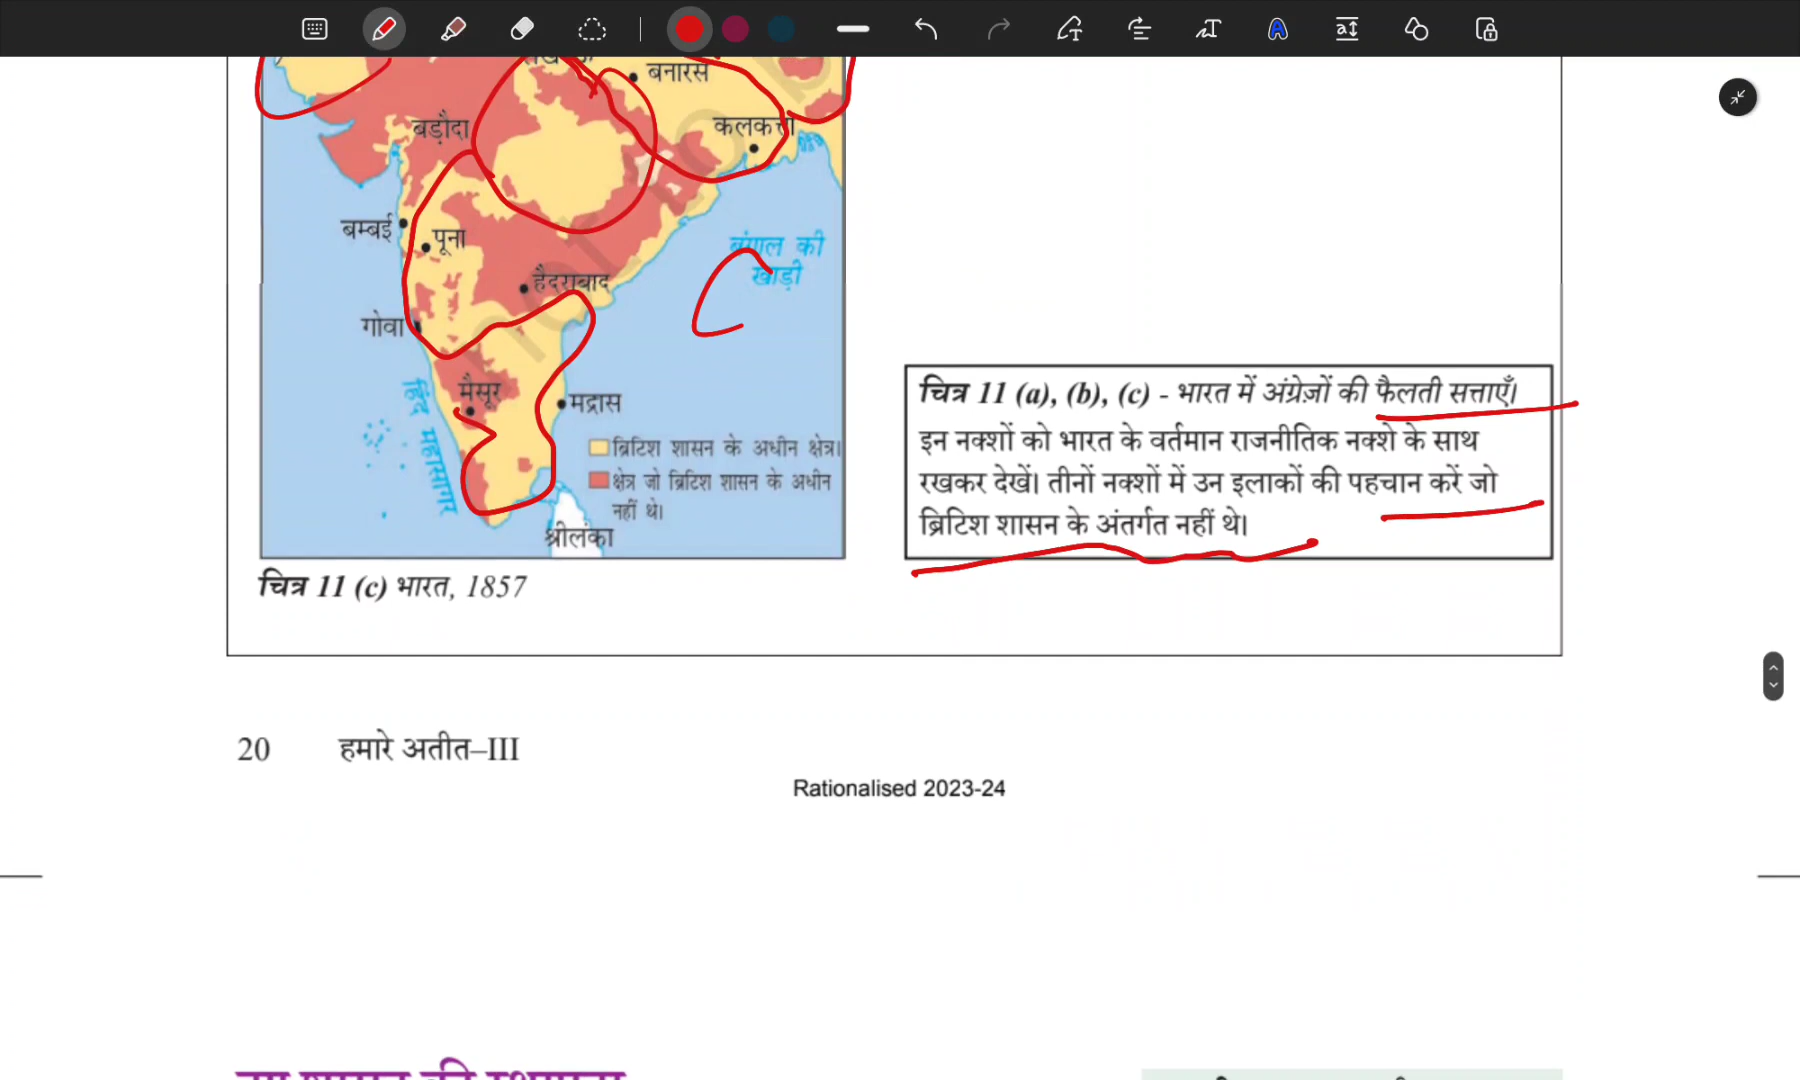 बनारस
कलकत्ता
बड़ौदा
बम्बई
पूना
बंगाल की
खाड़ी
हैदराबाद
गोवा
मैसूर
मद्रास
हिंद महासागर
ब्रिटिश शासन के अधीन क्षेत्र।
क्षेत्र जो ब्रिटिश शासन के अधीन
नहीं थे।
श्रीलंका
चित्र 11 (c) भारत, 1857
चित्र 11 (a), (b), (c) - भारत में अंग्रेज़ों की फैलती सत्ताएँ।
इन नक्शों को भारत के वर्तमान राजनीतिक नक्शे के साथ
रखकर देखें। तीनों नक्शों में उन इलाकों की पहचान करें जो
ब्रिटिश शासन के अंतर्गत नहीं थे।
20 हमारे अतीत–III
Rationalised 2023-24